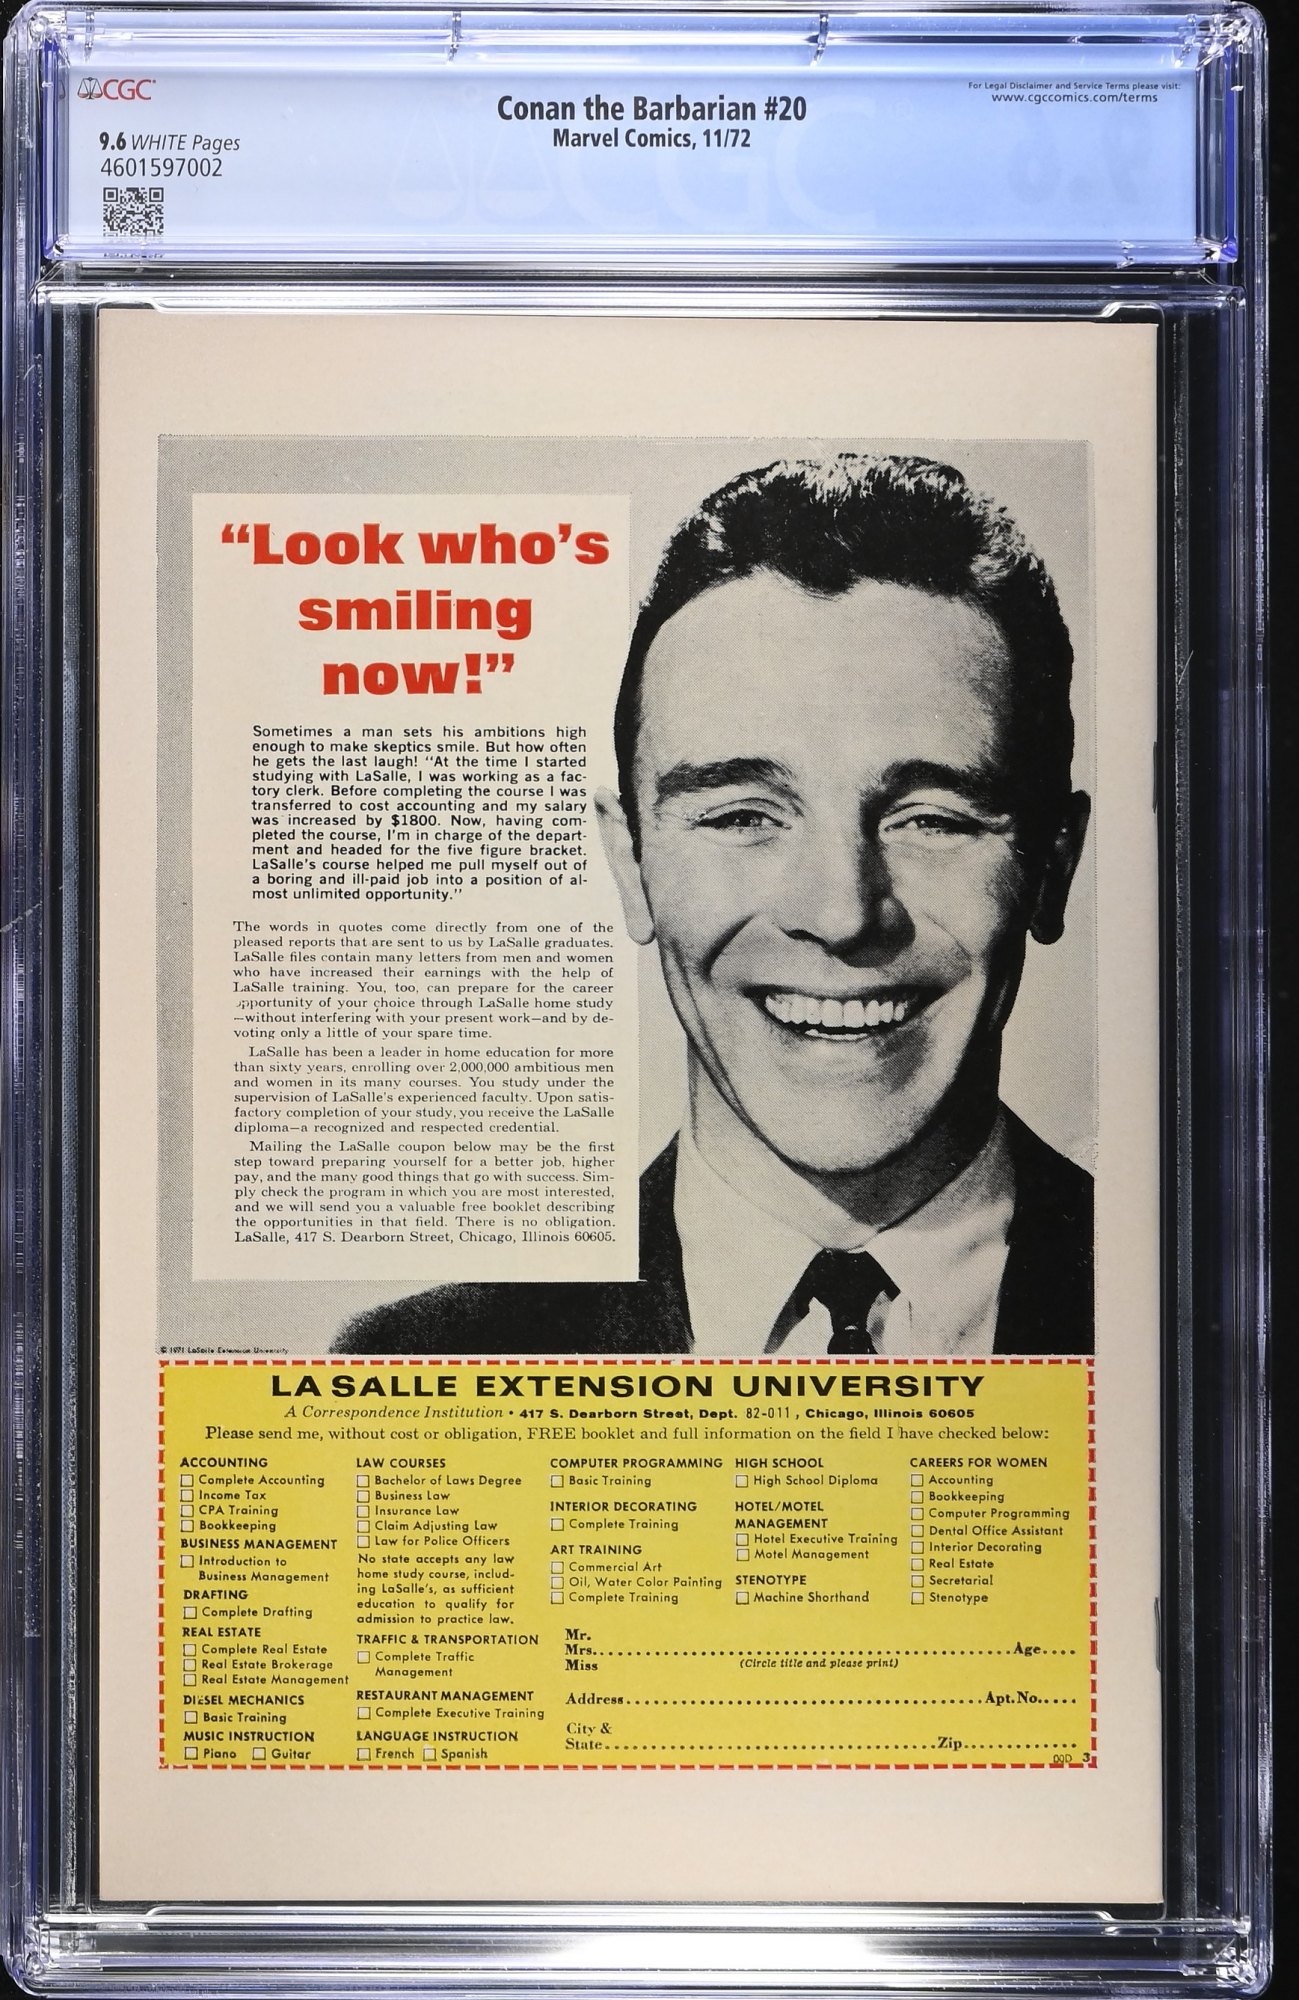 CGC
Conan the Barbarian #20
Marvel Comics, 11/72
For Legal Disclaimer and Service Terms please visit:
www.cgccomics.com/terms
9.6 WHITE Pages
4601597002
“Look who’s
smiling
now!”
Sometimes a man sets his ambitions high
enough to make skeptics smile. But how often
he gets the last laugh! “At the time I started
studying with LaSalle, I was working as a fac-
tory clerk. Before completing the course I was
transferred to cost accounting and my salary
was increased by $1800. Now, having com-
pleted the course, I’m in charge of the depart-
ment and headed for the five figure bracket.
LaSalle’s course helped me pull myself out of
a boring and ill-paid job into a position of al-
most unlimited opportunity.”
The words in quotes come directly from one of the
pleased reports that are sent to us by LaSalle graduates.
LaSalle files contain many letters from men and women
who have increased their earnings with the help of
LaSalle training. You, too, can prepare for the career
opportunity of your choice through LaSalle home study
—without interfering with your present work—and by de-
voting only a little of your spare time.
LaSalle has been a leader in home education for more
than sixty years, enrolling over 2,000,000 ambitious men
and women in its many courses. You study under the
supervision of LaSalle’s experienced faculty. Upon satis-
factory completion of your study, you receive the LaSalle
diploma—a recognized and respected credential.
Mailing the LaSalle coupon below may be the first
step toward preparing yourself for a better job, higher
pay, and the many good things that go with success. Sim-
ply check the program in which you are most interested,
and we will send you a valuable free booklet describing
the opportunities in that field. There is no obligation.
LaSalle, 417 S. Dearborn Street, Chicago, Illinois 60605.
© 1971 LaSalle Extension University
LA SALLE EXTENSION UNIVERSITY
A Correspondence Institution • 417 S. Dearborn Street, Dept. 82-011, Chicago, Illinois 60605
Please send me, without cost or obligation, FREE booklet and full information on the field I have checked below:
ACCOUNTING
Complete Accounting
Income Tax
CPA Training
Bookkeeping
BUSINESS MANAGEMENT
Introduction to
Business Management
DRAFTING
Complete Drafting
REAL ESTATE
Complete Real Estate
Real Estate Brokerage
Real Estate Management
DIESEL MECHANICS
Basic Training
MUSIC INSTRUCTION
Piano Guitar
LAW COURSES
Bachelor of Laws Degree
Business Law
Insurance Law
Claim Adjusting Law
Law for Police Officers
No state accepts any law
home study course, includ-
ing LaSalle’s, as sufficient
education to qualify for
admission to practice law.
TRAFFIC & TRANSPORTATION
Complete Traffic
Management
RESTAURANT MANAGEMENT
Complete Executive Training
LANGUAGE INSTRUCTION
French Spanish
COMPUTER PROGRAMMING
Basic Training
INTERIOR DECORATING
Complete Training
ART TRAINING
Commercial Art
Oil, Water Color Painting
Complete Training
HIGH SCHOOL
High School Diploma
HOTEL/MOTEL
MANAGEMENT
Hotel Executive Training
Motel Management
STENOTYPE
Machine Shorthand
CAREERS FOR WOMEN
Accounting
Bookkeeping
Computer Programming
Dental Office Assistant
Interior Decorating
Real Estate
Secretarial
Stenotype
Mr.
Mrs. Age
Miss (Circle title and please print)
Address Apt. No.
City &
State Zip
3